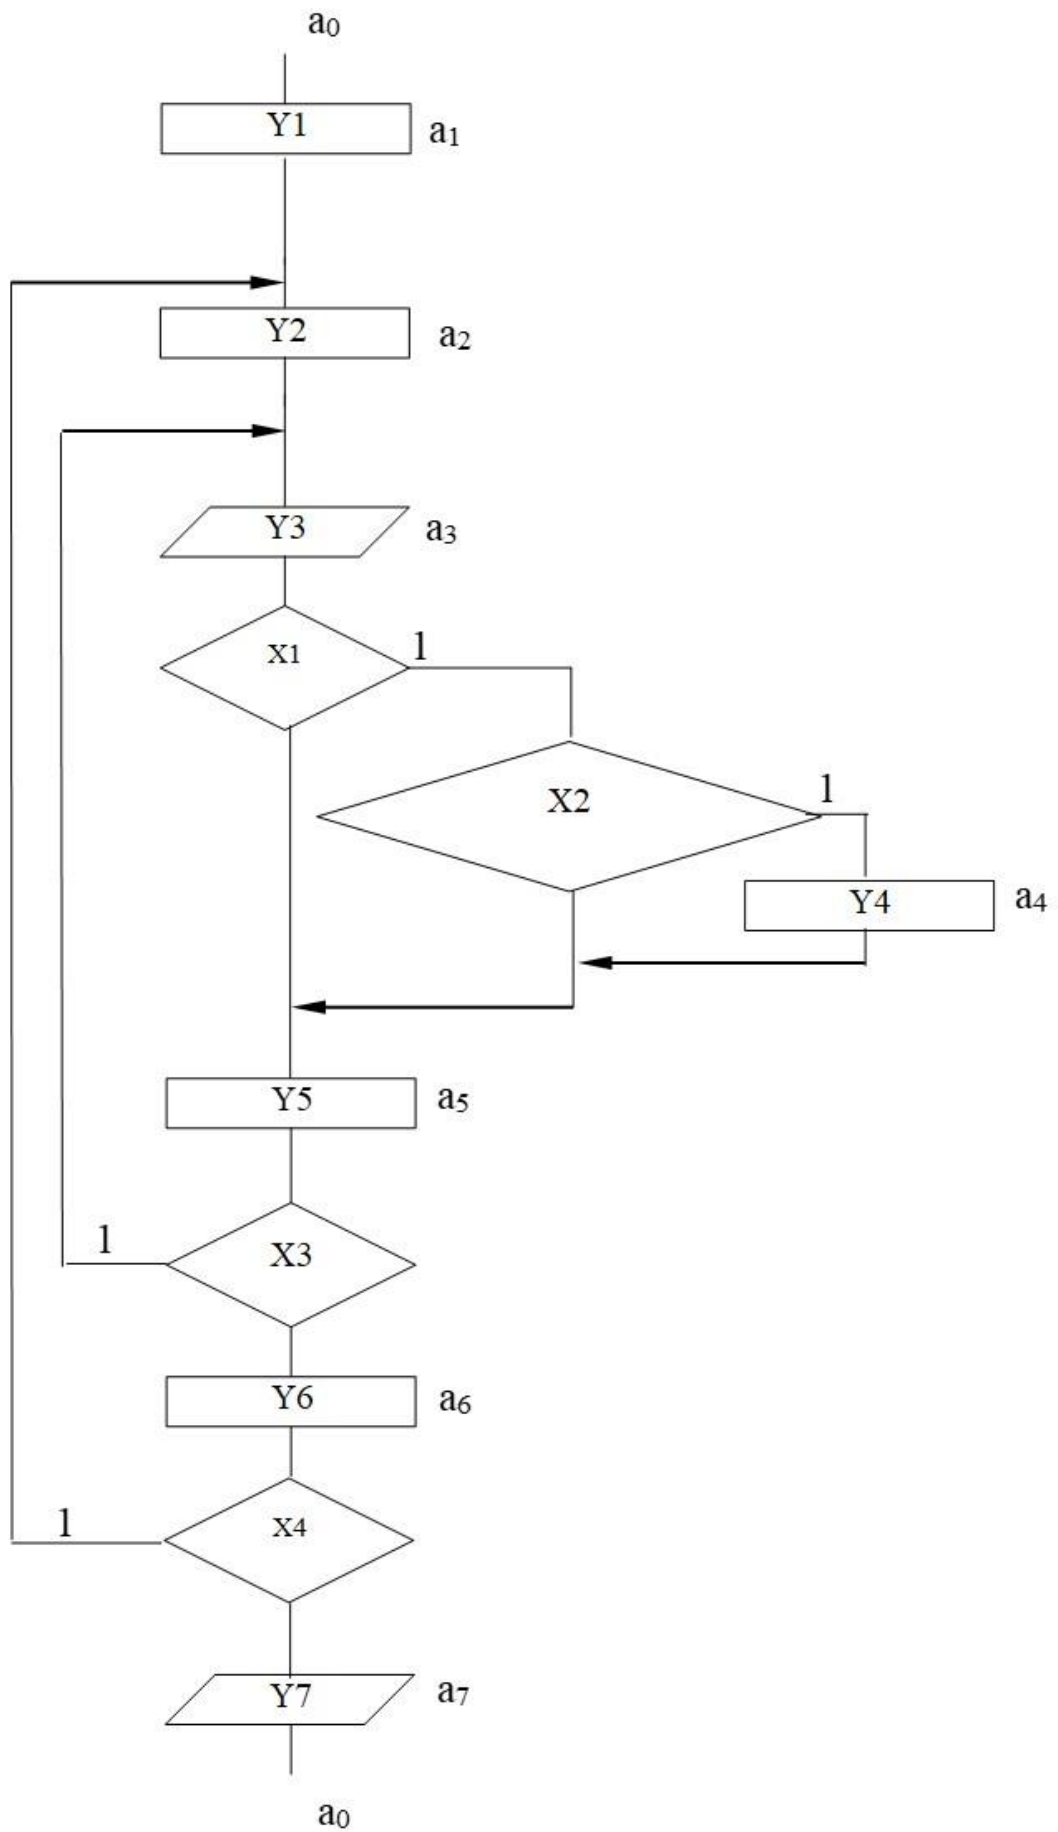 a₀
Y1 a₁
Y2 a₂
Y3 a₃
X1 1
X2 1
Y4 a₄
Y5 a₅
1 X3
Y6 a₆
1 X4
Y7 a₇
a₀